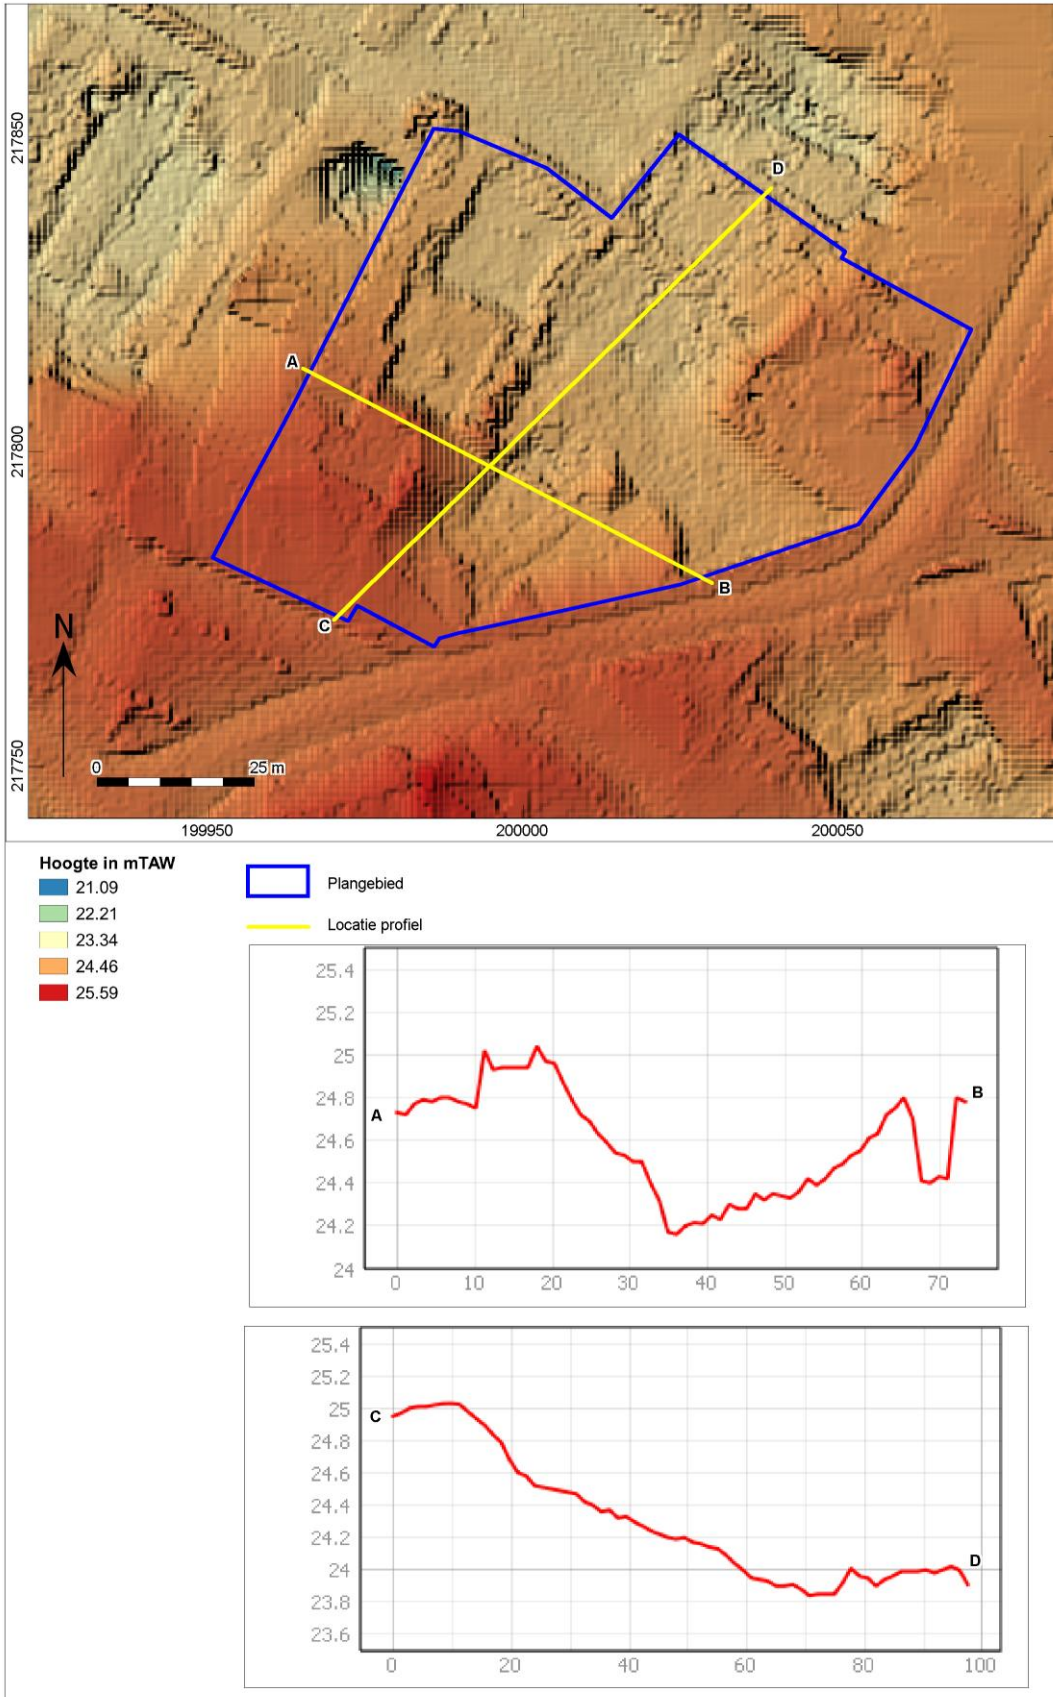 217850
217800
217750
D
A
B
C
N
0 25 m
199950 200000 200050
Hoogte in mTAW
21.09
22.21
23.34
24.46
25.59
Plangebied
Locatie profiel
25.4
25.2
25
24.8
24.6
24.4
24.2
24
A
B
0 10 20 30 40 50 60 70
25.4
25.2
25
24.8
24.6
24.4
24.2
24
23.8
23.6
C
D
0 20 40 60 80 100